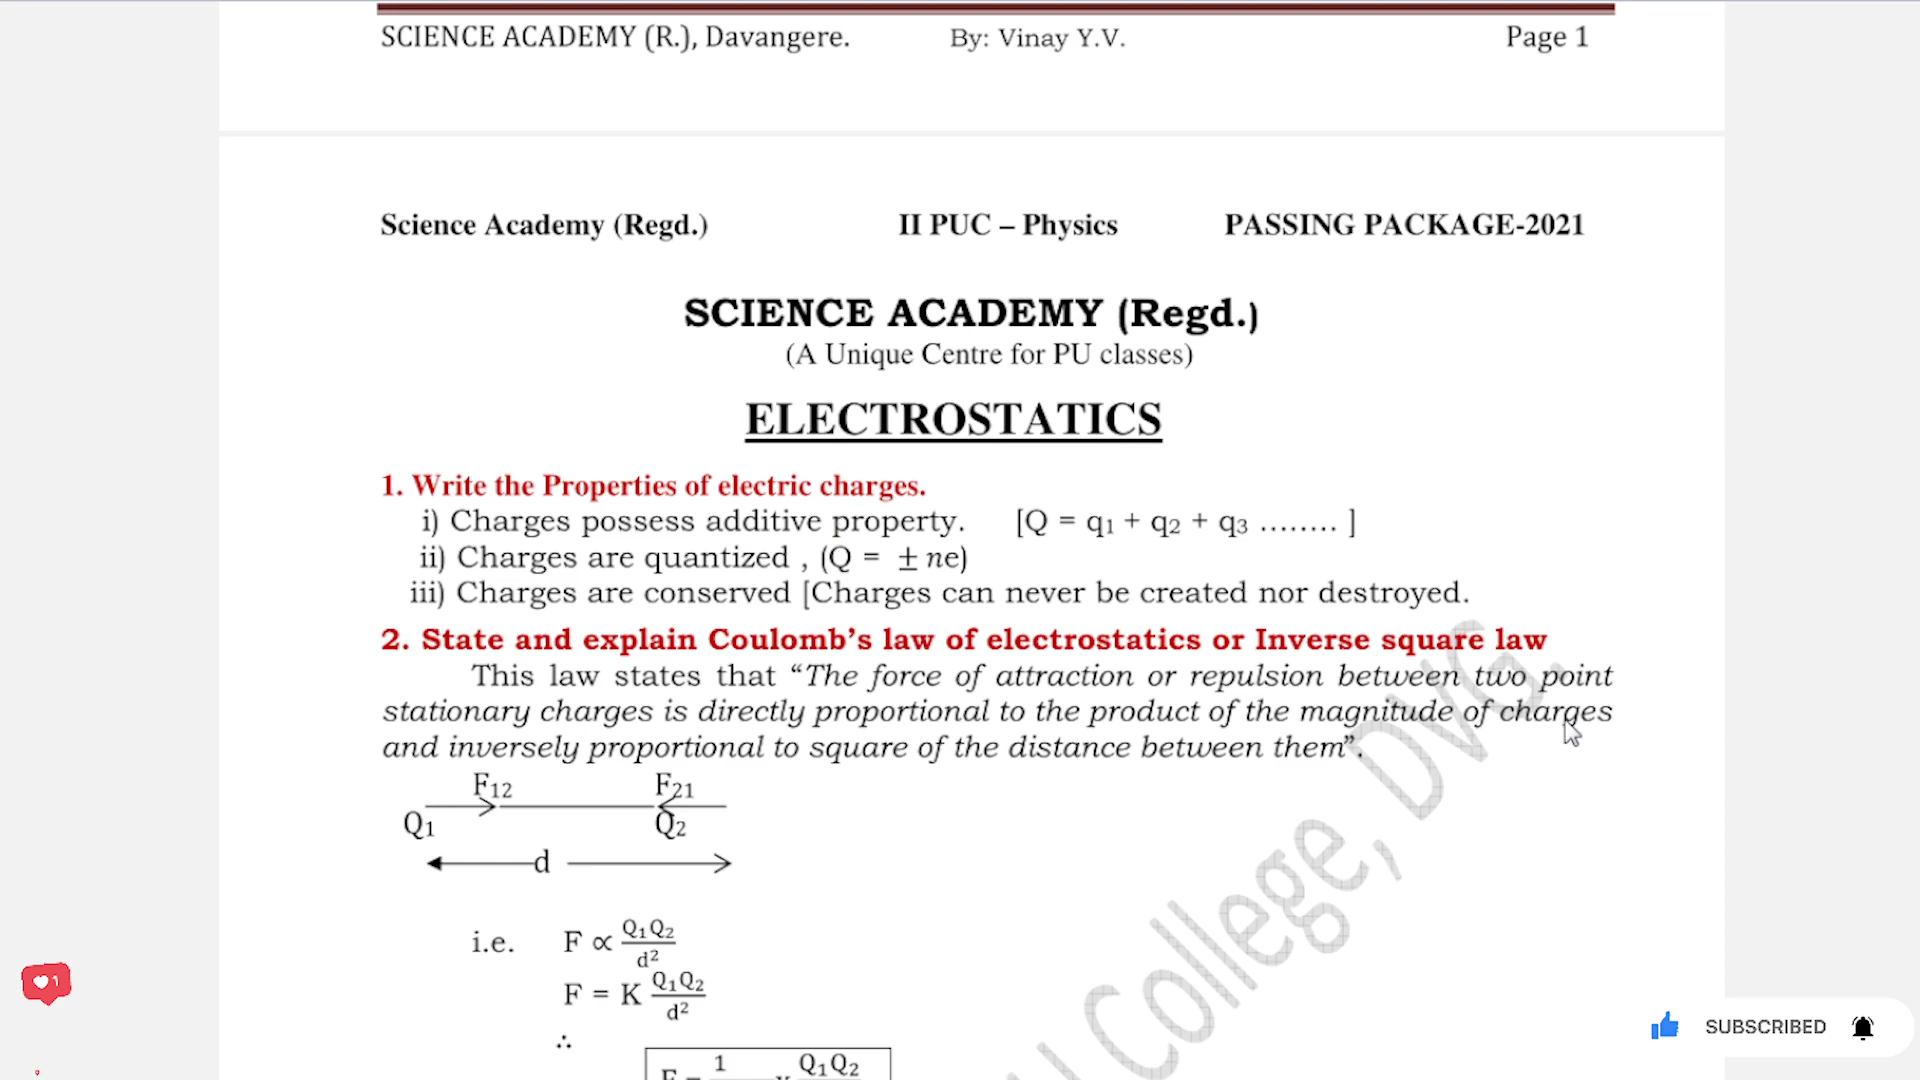 SCIENCE ACADEMY (R.), Davangere. By: Vinay Y.V. Page 1
Science Academy (Regd.) II PUC – Physics PASSING PACKAGE-2021
SCIENCE ACADEMY (Regd.)
(A Unique Centre for PU classes)
ELECTROSTATICS
1. Write the Properties of electric charges.
i) Charges possess additive property. [Q = q₁ + q₂ + q₃ ........ ]
ii) Charges are quantized , (Q = ± ne)
iii) Charges are conserved [Charges can never be created nor destroyed.
2. State and explain Coulomb’s law of electrostatics or Inverse square law
This law states that “The force of attraction or repulsion between two point
stationary charges is directly proportional to the product of the magnitude of charges
and inversely proportional to square of the distance between them”.
F₁₂ F₂₁
Q₁ Q₂
d
i.e. F ∝ Q₁Q₂/d²
F = K Q₁Q₂/d²
∴
1 Q₁Q₂
College, DVG.
1
SUBSCRIBED